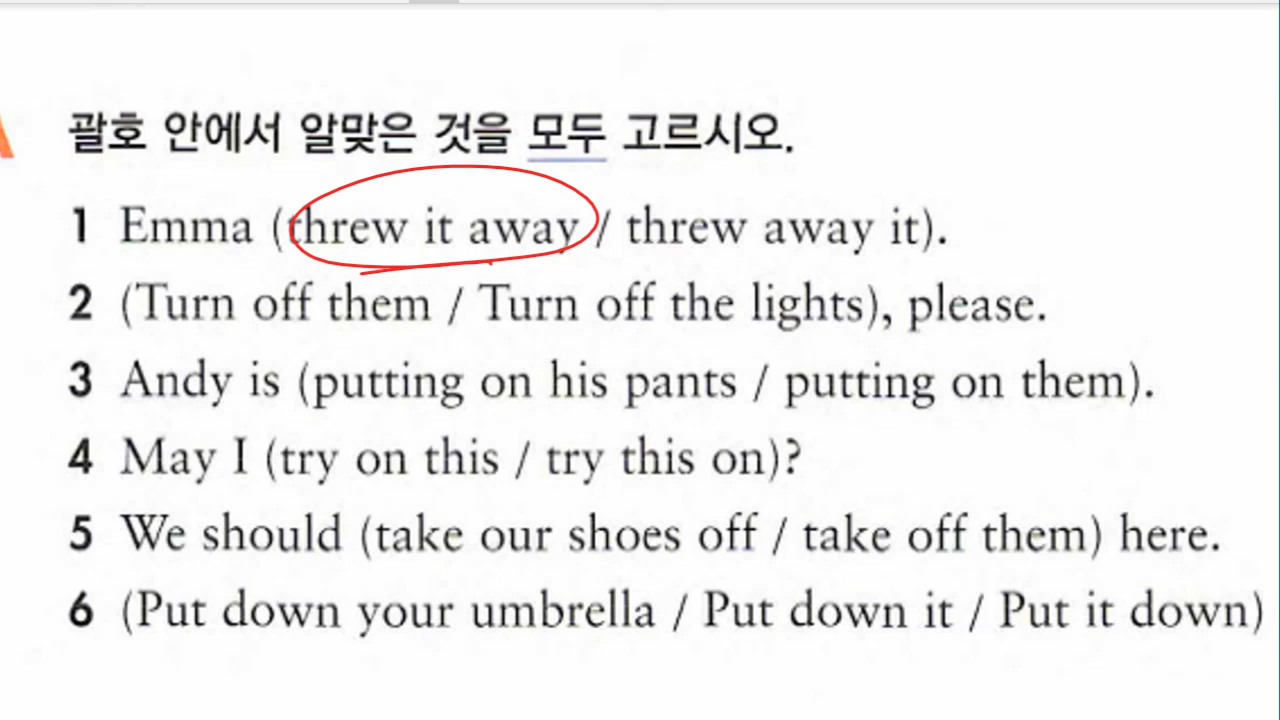 괄호 안에서 알맞은 것을 모두 고르시오.
1 Emma (threw it away / threw away it).
2 (Turn off them / Turn off the lights), please.
3 Andy is (putting on his pants / putting on them).
4 May I (try on this / try this on)?
5 We should (take our shoes off / take off them) here.
6 (Put down your umbrella / Put down it / Put it down)